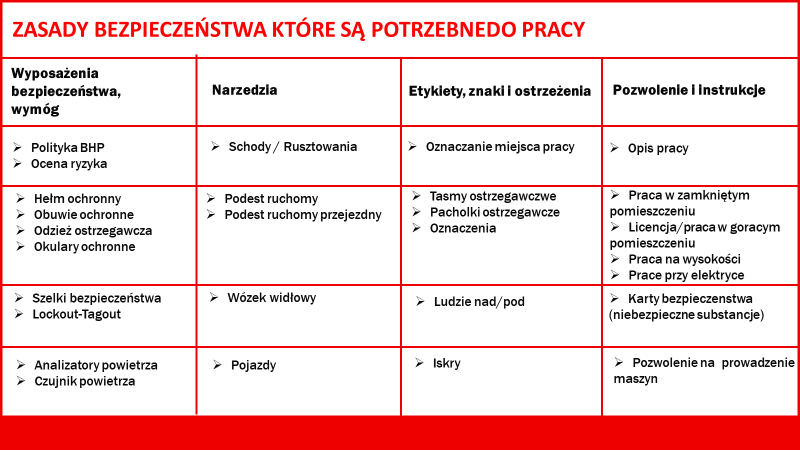 ZASADY BEZPIECZEŃSTWA KTÓRE SĄ POTRZEBNEDO PRACY
Wyposażenia
bezpieczeństwa,
wymóg
Narzedzia
Etykiety, znaki i ostrzeżenia
Pozwolenie i instrukcje
➢ Polityka BHP
➢ Ocena ryzyka
➢ Schody / Rusztowania
➢ Oznaczanie miejsca pracy
➢ Opis pracy
➢ Hełm ochronny
➢ Obuwie ochronne
➢ Odzież ostrzegawcza
➢ Okulary ochronne
➢ Podest ruchomy
➢ Podest ruchomy przejezdny
➢ Tasmy ostrzegawczwe
➢ Pacholki ostrzegawcze
➢ Oznaczenia
➢ Praca w zamkniętym
pomieszczeniu
➢ Licencja/praca w goracym
pomieszczeniu
➢ Praca na wysokości
➢ Prace przy elektryce
➢ Szelki bezpieczeństwa
➢ Lockout-Tagout
➢ Wózek widłowy
➢ Ludzie nad/pod
➢ Karty bezpieczenstwa
(niebezpieczne substancje)
➢ Analizatory powietrza
➢ Czujnik powietrza
➢ Pojazdy
➢ Iskry
➢ Pozwolenie na prowadzenie
maszyn